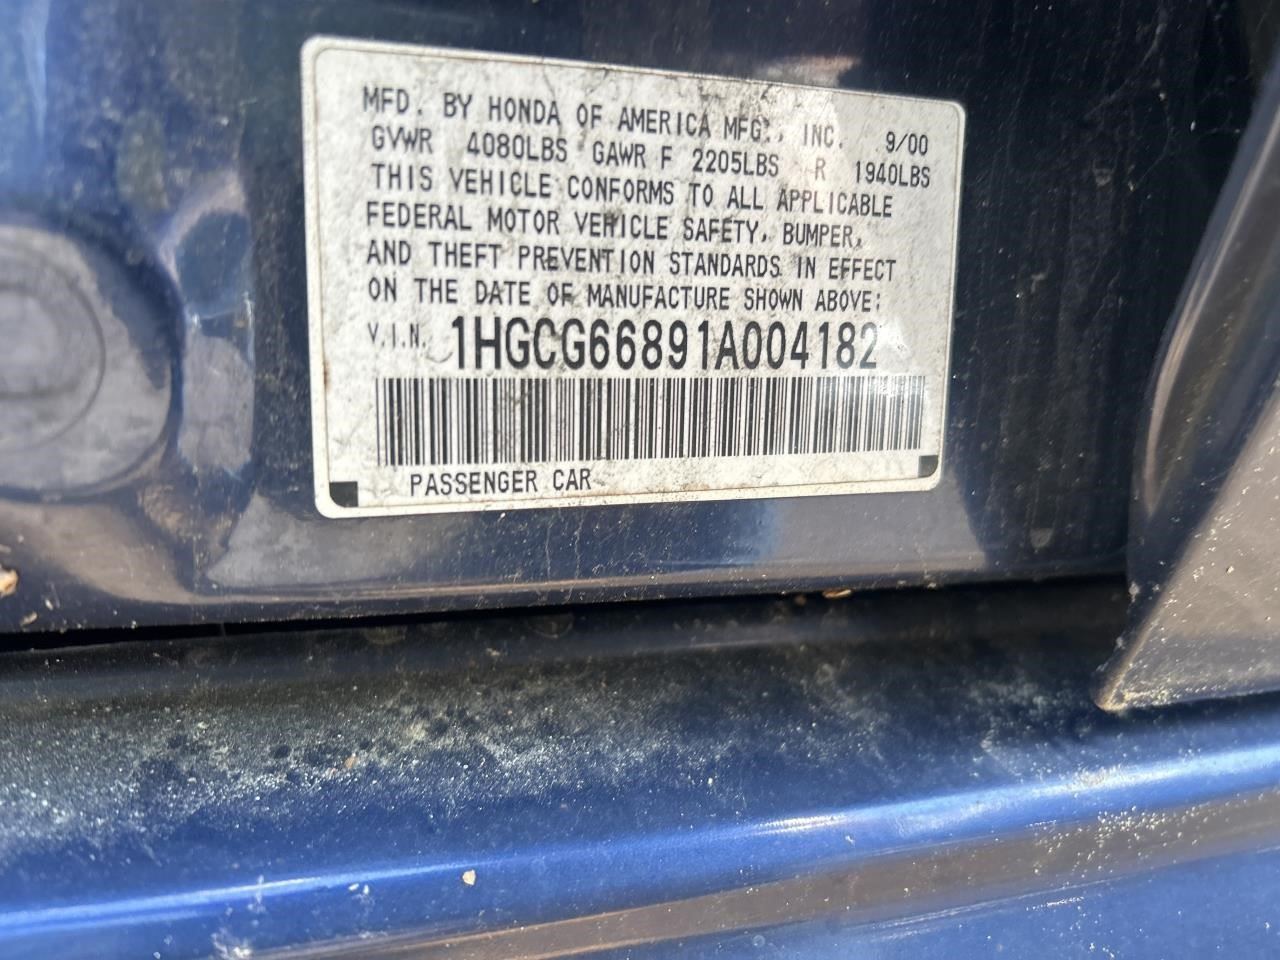 MFD. BY HONDA OF AMERICA MFG., INC. 9/00
GVWR 4080LBS GAWR F 2205LBS R 1940LBS
THIS VEHICLE CONFORMS TO ALL APPLICABLE
FEDERAL MOTOR VEHICLE SAFETY, BUMPER,
AND THEFT PREVENTION STANDARDS IN EFFECT
ON THE DATE OF MANUFACTURE SHOWN ABOVE:
V.I.N. 1HGCG66891A004182
PASSENGER CAR